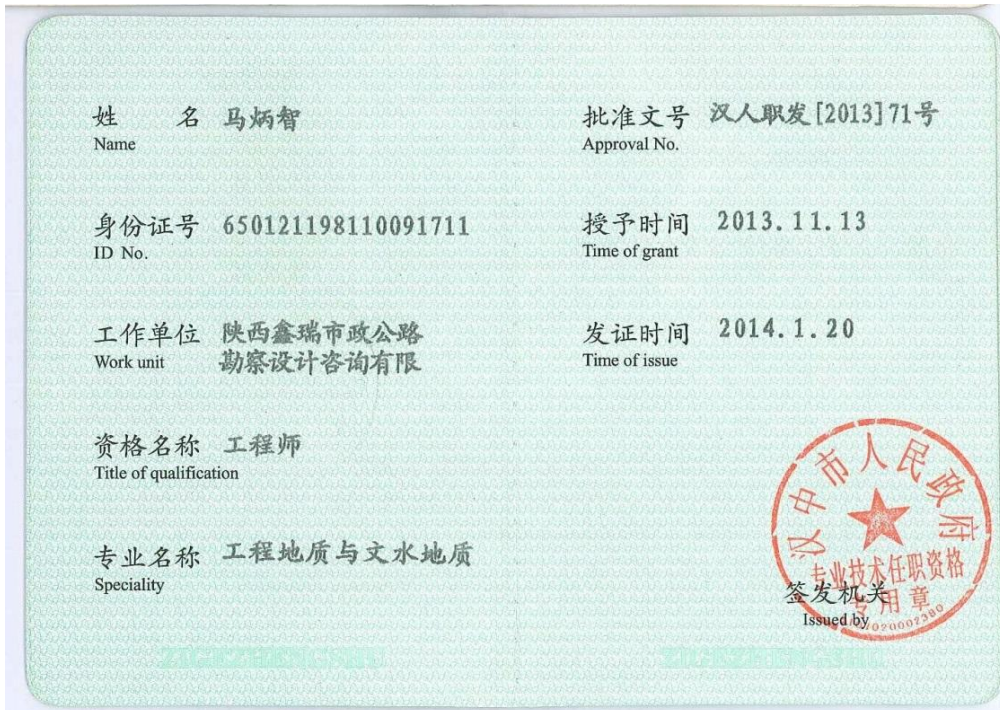 姓 名 马炳智
Name
身份证号 650121198110091711
ID No.
工作单位 陕西鑫瑞市政公路
Work unit 勘察设计咨询有限
资格名称 工程师
Title of qualification
专业名称 工程地质与文水地质
Speciality
批准文号 汉人职发[2013]71号
Approval No.
授予时间 2013.11.13
Time of grant
发证时间 2014.1.20
Time of issue
汉中市人民政府
专业技术任职资格
专用章
签发机关
Issued by
ZIGEZHENGSHU
ZIGEZHENGSHU